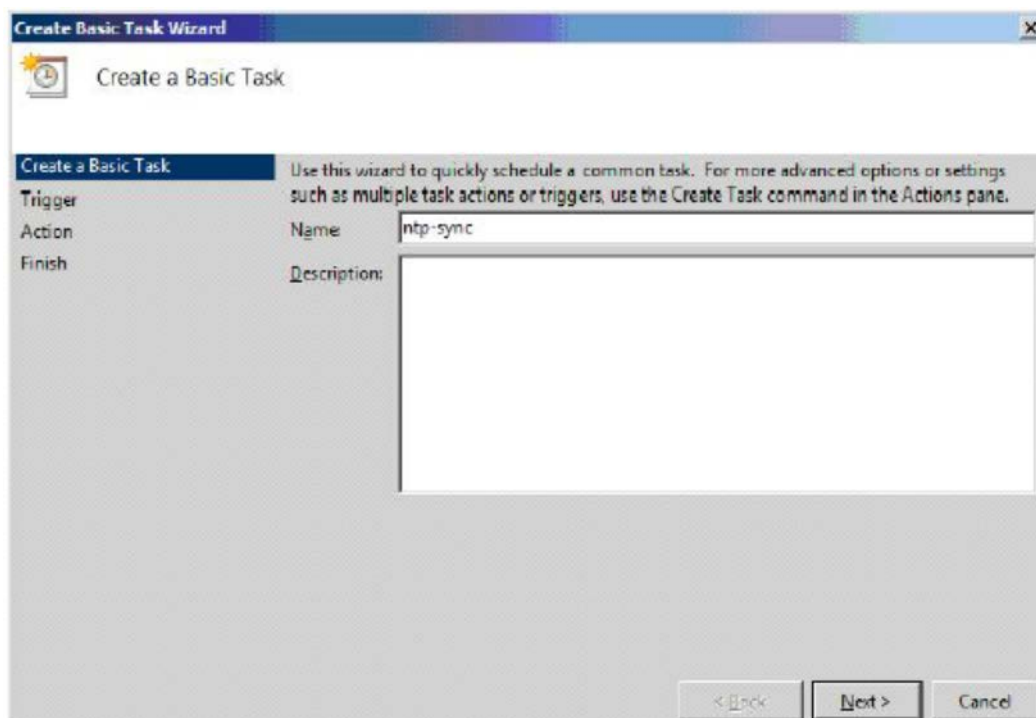 Create Basic Task Wizard
Create a Basic Task
Create a Basic Task
Use this wizard to quickly schedule a common task. For more advanced options or settings
such as multiple task actions or triggers, use the Create Task command in the Actions pane.
Trigger
Action
Finish
Name
ntp-sync
Description:
< Back
Next >
Cancel